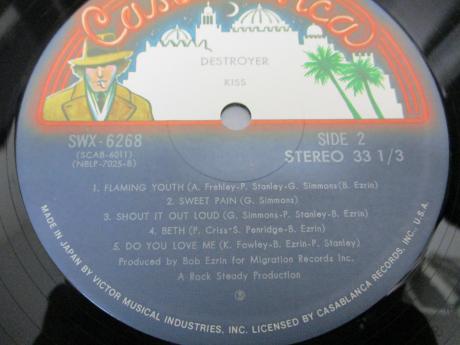 Casablanca
DESTROYER
KISS
SWX-6268
(SCAB-6011)
(NBLP-7025-B)
SIDE 2
STEREO 33 1/3
1. FLAMING YOUTH (A. Frehley-P. Stanley-G. Simmons(B. Ezrin)
2. SWEET PAIN (G. Simmons)
3. SHOUT IT OUT LOUD (G. Simmons-P. Stanley-B. Ezrin)
4. BETH (P. Criss-S. Penridge-B. Ezrin)
5. DO YOU LOVE ME (K. Fowley-B. Ezrin-P. Stanley)
Produced by Bob Ezrin for Migration Records Inc.
A Rock Steady Production
MADE IN JAPAN BY VICTOR MUSICAL INDUSTRIES, INC. LICENSED BY CASABLANCA RECORDS, INC., U.S.A.